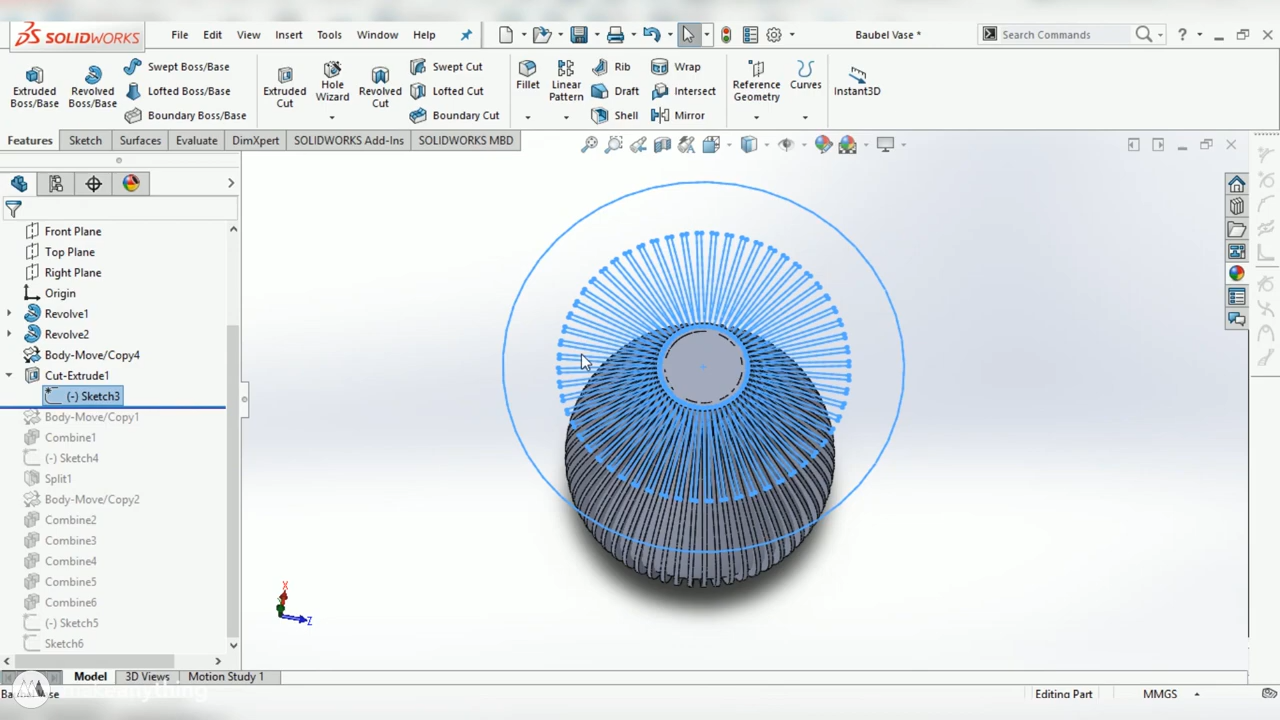 SOLIDWORKS File Edit View Insert Tools Window Help Baubel Vase * Search Commands ?
Extruded Boss/Base
Revolved Boss/Base
Swept Boss/Base
Lofted Boss/Base
Boundary Boss/Base
Extruded Cut
Hole Wizard
Revolved Cut
Swept Cut
Lofted Cut
Boundary Cut
Fillet
Linear Pattern
Rib
Draft
Shell
Wrap
Intersect
Mirror
Reference Geometry
Curves
Instant3D
Features Sketch Surfaces Evaluate DimXpert SOLIDWORKS Add-Ins SOLIDWORKS MBD
Front Plane
Top Plane
Right Plane
Origin
Revolve1
Revolve2
Body-Move/Copy4
Cut-Extrude1
(-) Sketch3
Body-Move/Copy1
Combine1
(-) Sketch4
Split1
Body-Move/Copy2
Combine2
Combine3
Combine4
Combine5
Combine6
(-) Sketch5
Sketch6
X
Z
Model 3D Views Motion Study 1
makeanything
Editing Part MMGS